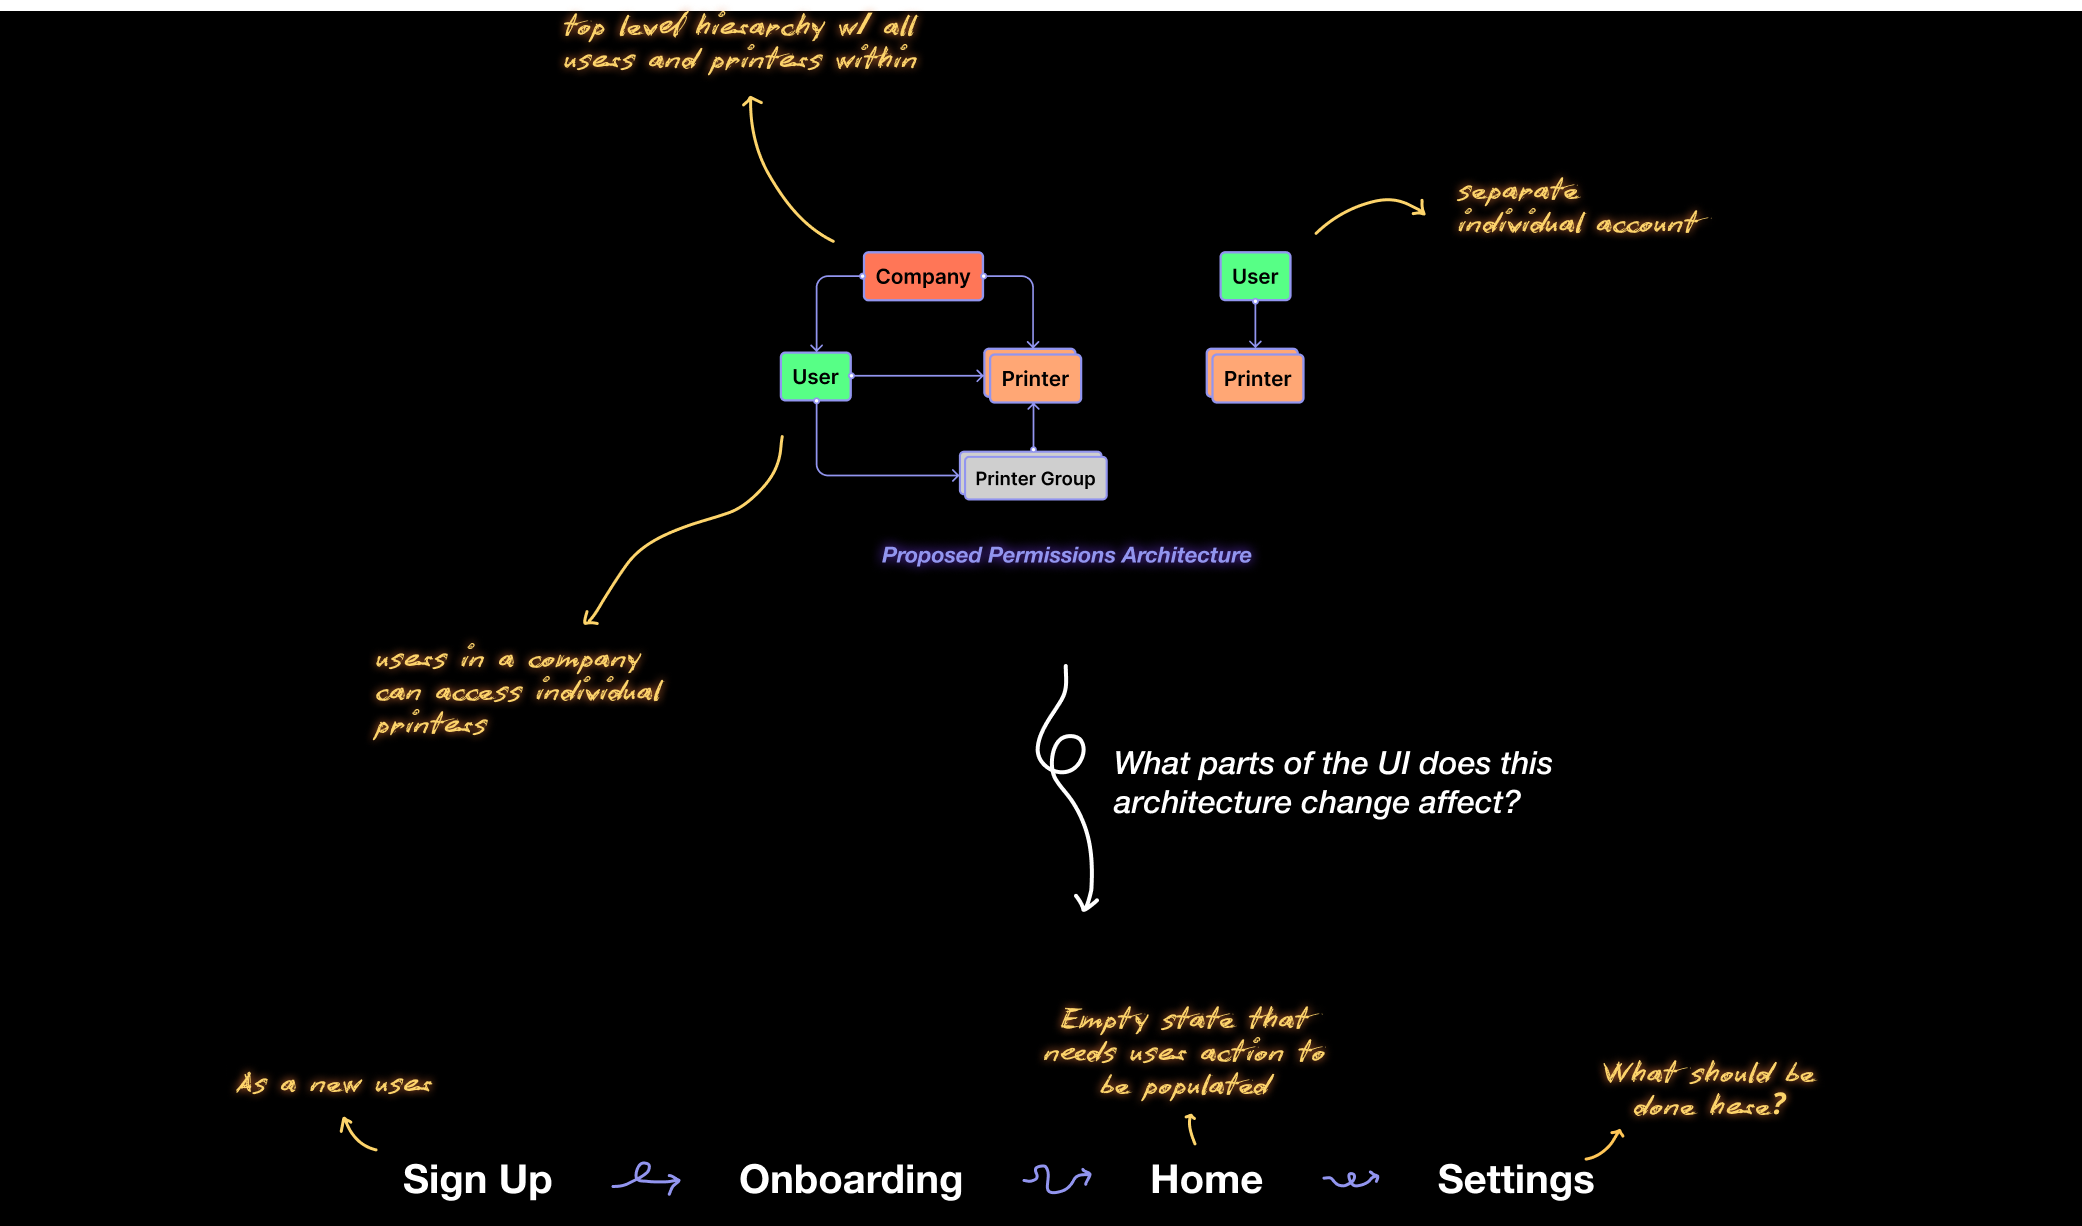 top level hierarchy w/ all
users and printers within
separate
individual account
Company
User
User
Printer
Printer
Printer Group
Proposed Permissions Architecture
users in a company
can access individual
printers
What parts of the UI does this
architecture change affect?
Empty state that
needs user action to
be populated
As a new user
What should be
done here?
Sign Up
Onboarding
Home
Settings